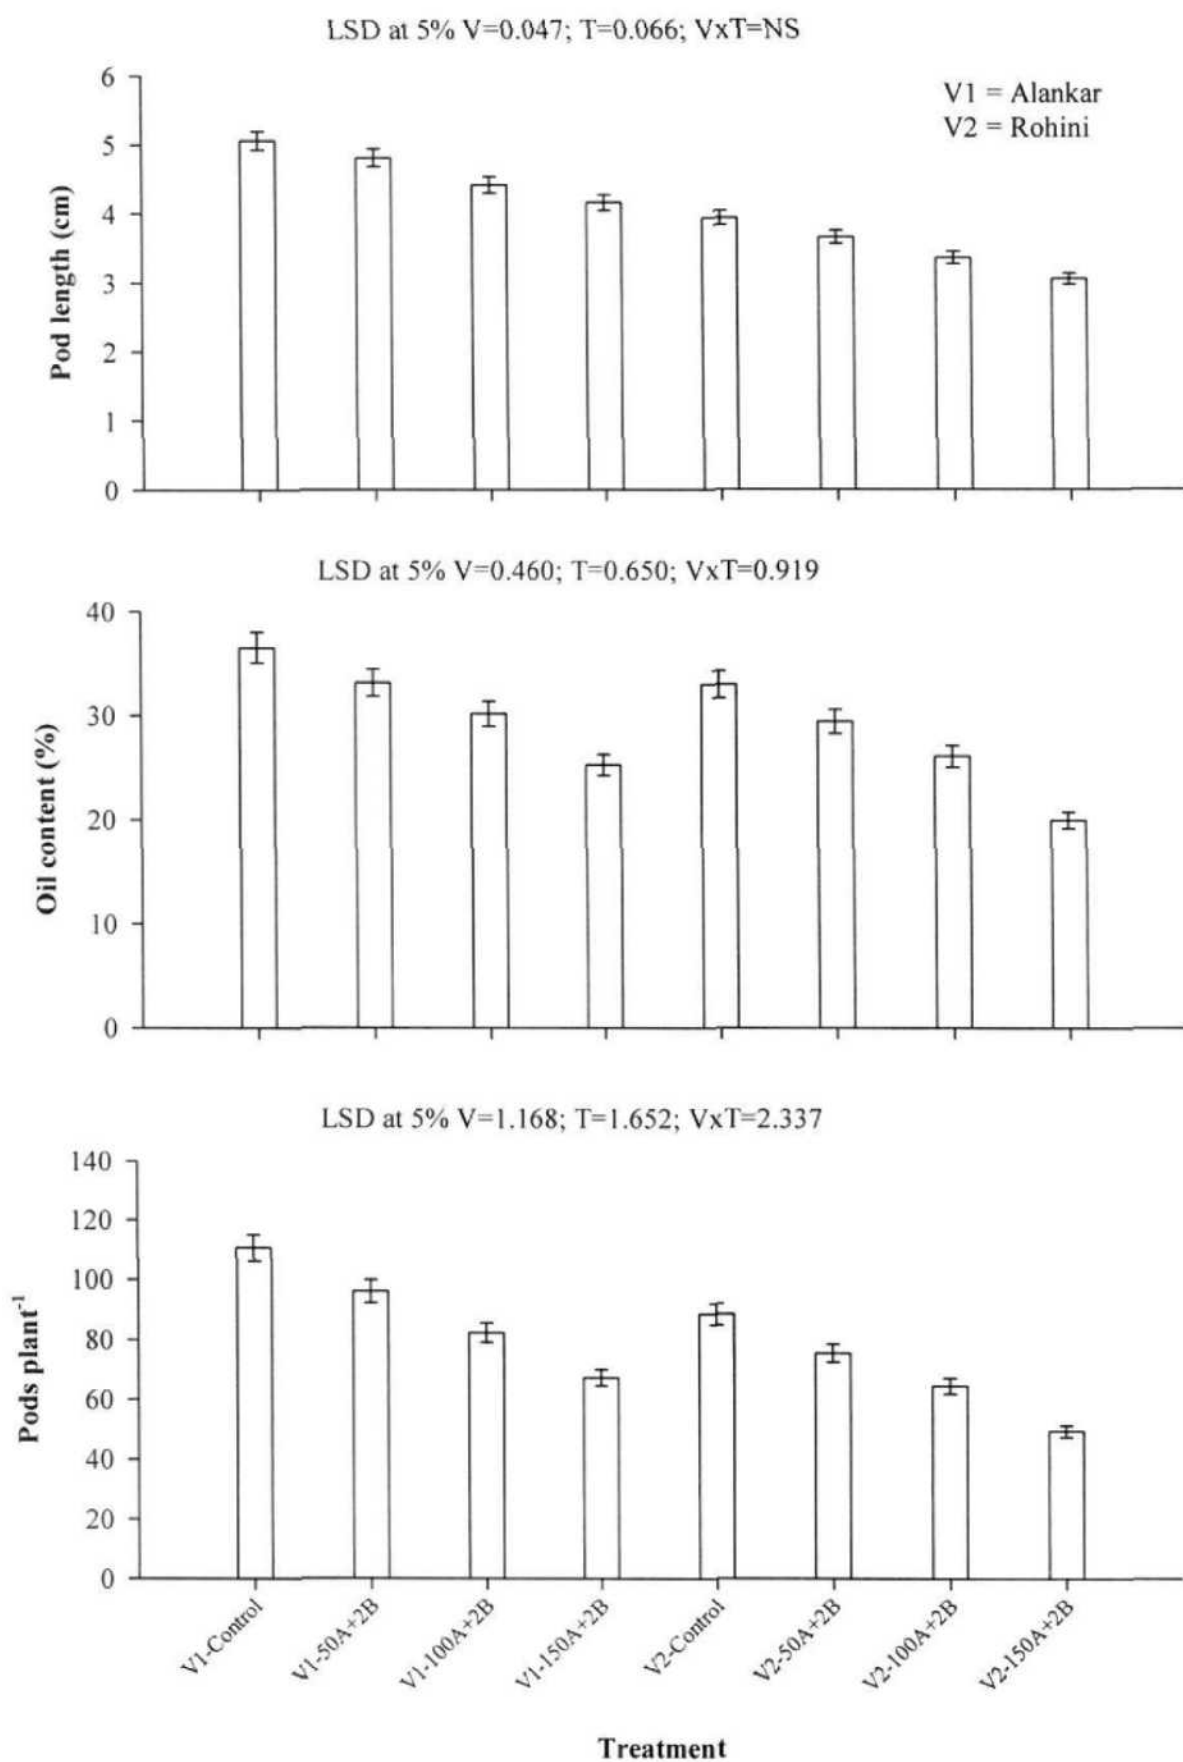 LSD at 5% V=0.047; T=0.066; VxT=NS
V1 = Alankar
V2 = Rohini
6
5
4
3
2
1
0
Pod length (cm)
LSD at 5% V=0.460; T=0.650; VxT=0.919
40
30
20
10
0
Oil content (%)
LSD at 5% V=1.168; T=1.652; VxT=2.337
140
120
100
80
60
40
20
0
Pods plant⁻¹
V1-Control
V1-50A+2B
V1-100A+2B
V1-150A+2B
V2-Control
V2-50A+2B
V2-100A+2B
V2-150A+2B
Treatment